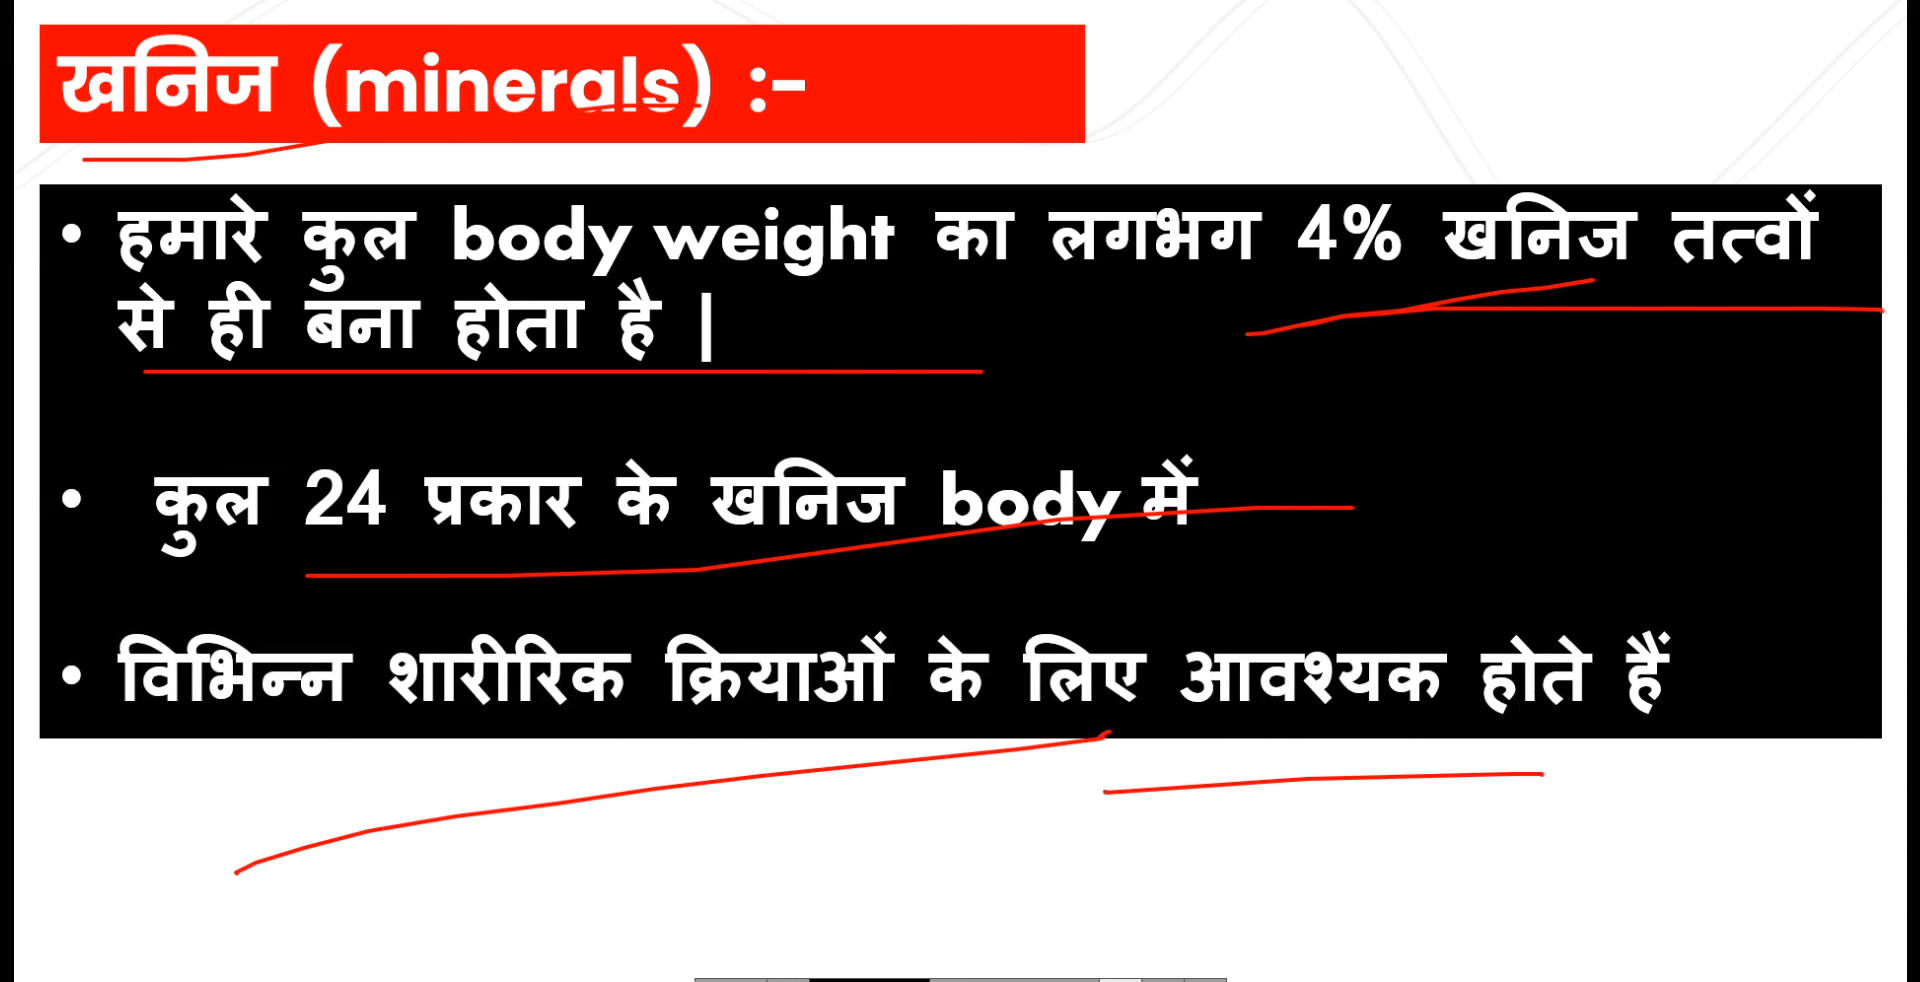 खनिज (minerals) :-
• हमारे कुल body weight का लगभग 4% खनिज तत्वों
से ही बना होता है |
• कुल 24 प्रकार के खनिज body में
• विभिन्न शारीरिक क्रियाओं के लिए आवश्यक होते हैं